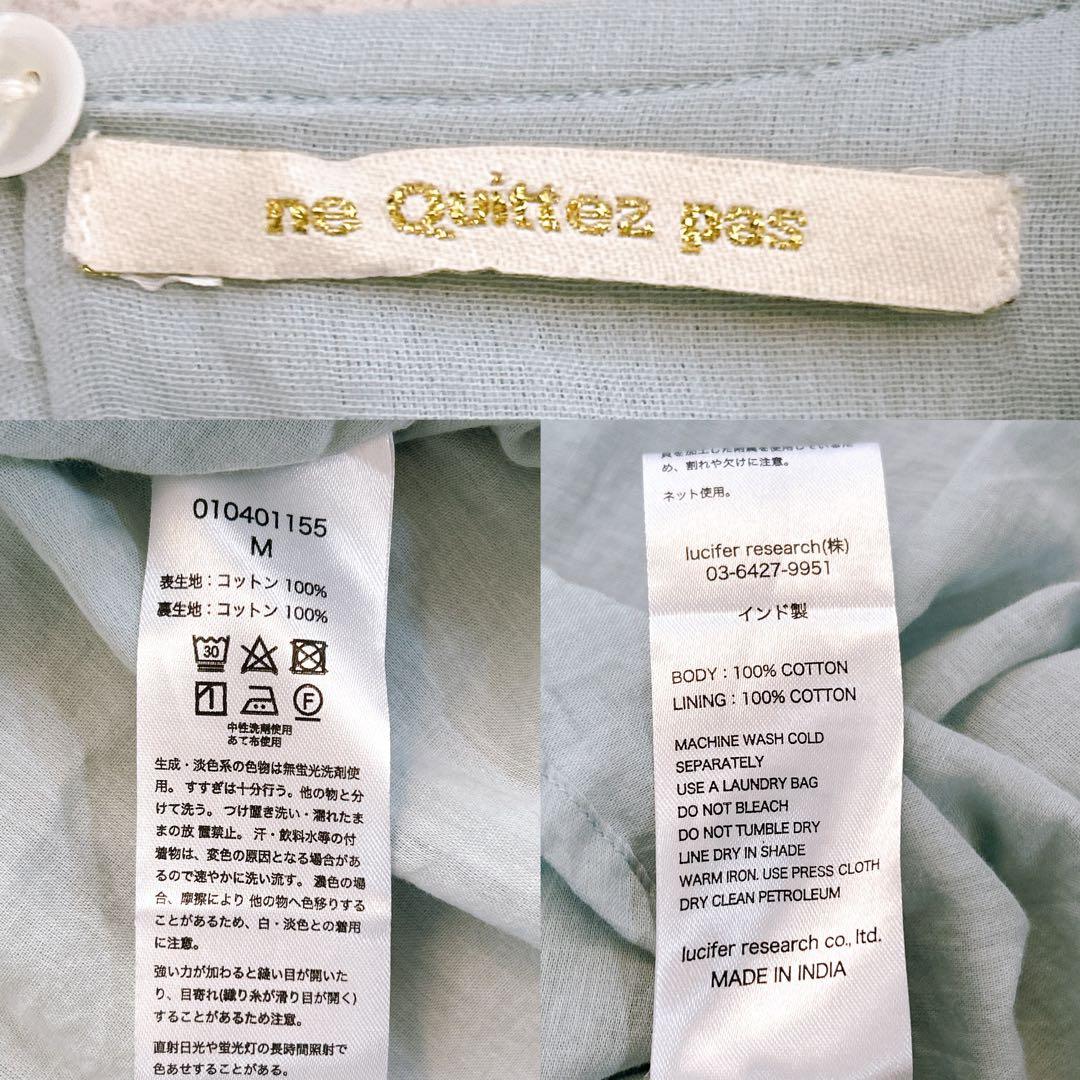 ne Quittez pas
010401155
M
表生地：コットン 100%
裏生地：コットン 100%
30
F
中性洗剤使用
あて布使用
生成・淡色系の色物は無蛍光洗剤使
用。 すすぎは十分行う。他の物と分
けて洗う。 つけ置き洗い・濡れたま
まの放 置禁止。 汗・飲料水等の付
着物は、変色の原因となる場合があ
るので速やかに洗い流す。 濃色の場
合、摩擦により 他の物へ色移りする
ことがあるため、白・淡色との着用
に注意。
強い力が加わると縫い目が開いた
り、目寄れ(織り糸が滑り目が開く)
することがあるため注意。
直射日光や蛍光灯の長時間照射で
色あせすることがある。
め、割れや欠けに注意。
ネット使用。
lucifer research(株)
03-6427-9951
インド製
BODY : 100% COTTON
LINING : 100% COTTON
MACHINE WASH COLD
SEPARATELY
USE A LAUNDRY BAG
DO NOT BLEACH
DO NOT TUMBLE DRY
LINE DRY IN SHADE
WARM IRON. USE PRESS CLOTH
DRY CLEAN PETROLEUM
lucifer research co., ltd.
MADE IN INDIA